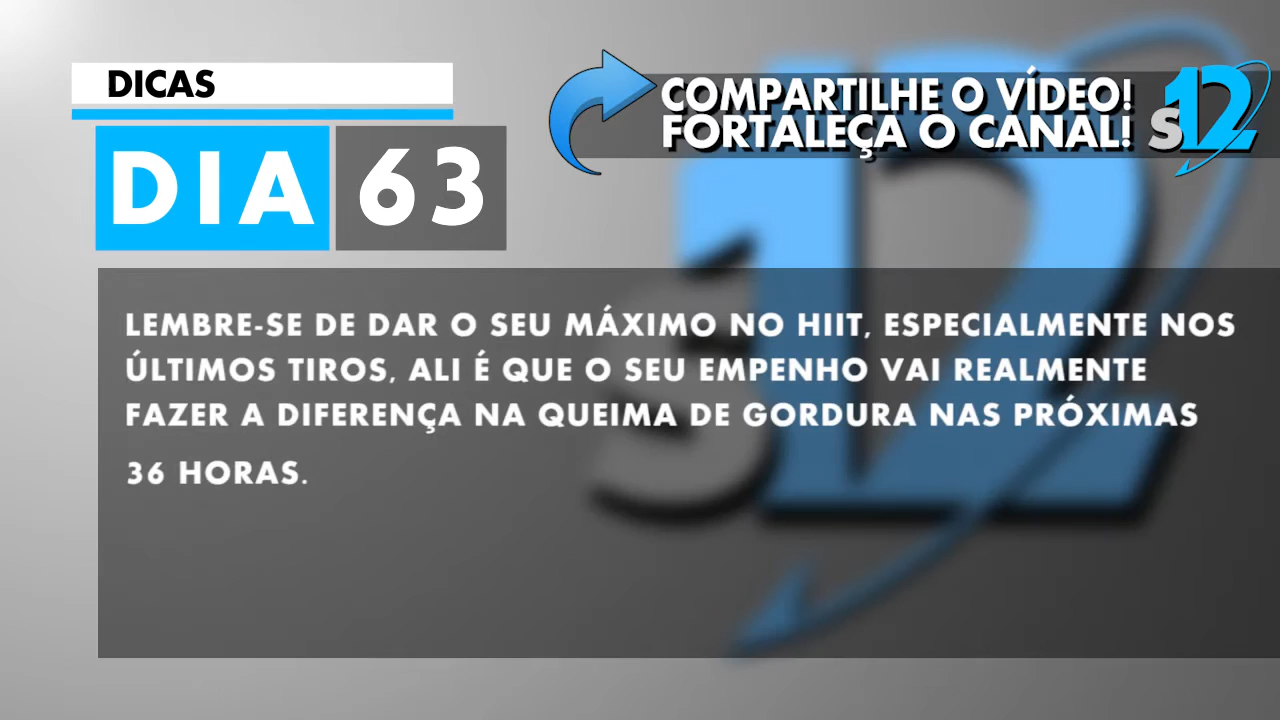 DICAS
DIA 63
COMPARTILHE O VÍDEO!
FORTALEÇA O CANAL!
S12
LEMBRE-SE DE DAR O SEU MÁXIMO NO HIIT, ESPECIALMENTE NOS
ÚLTIMOS TIROS, ALI É QUE O SEU EMPENHO VAI REALMENTE
FAZER A DIFERENÇA NA QUEIMA DE GORDURA NAS PRÓXIMAS
36 HORAS.
S12